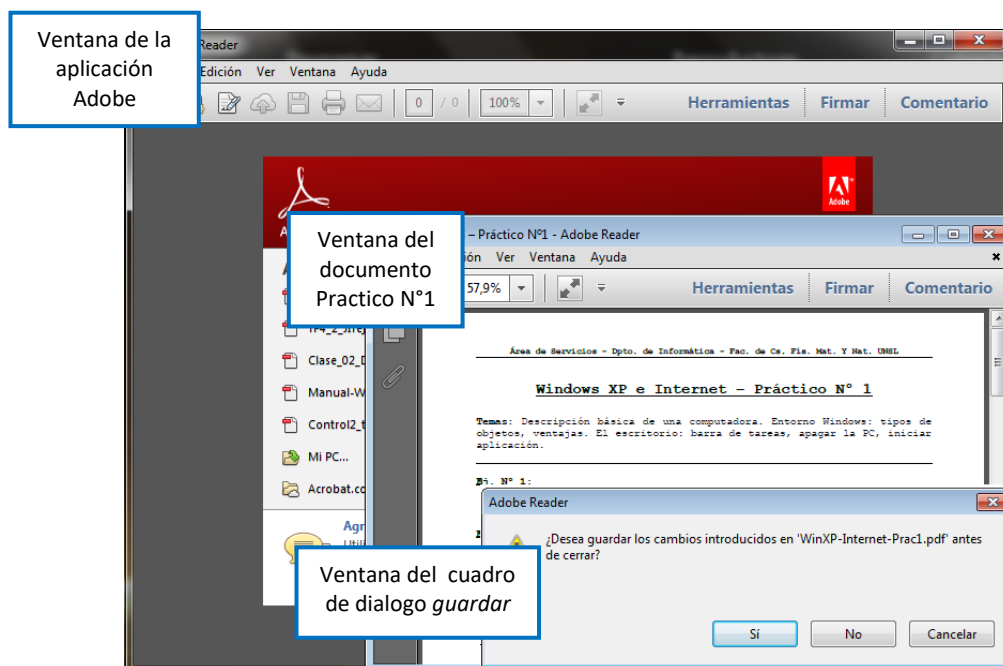 Ventana de la
aplicación
Adobe
Reader
Edición Ver Ventana Ayuda
0 / 0 100% Herramientas Firmar Comentario
Adobe
Ventana del
documento
Practico N°1
– Práctico Nº1 - Adobe Reader
ión Ver Ventana Ayuda
57,9% Herramientas Firmar Comentario
Clase_02_D
Manual-W
Control2_t
Mi PC...
Acrobat.co
Agr
Área de Servicios - Dpto. de Informática - Fac. de Cs. Fis. Mat. Y Nat. UNSL
Windows XP e Internet – Práctico N° 1
Temas: Descripción básica de una computadora. Entorno Windows: tipos de
objetos, ventajas. El escritorio: barra de tareas, apagar la PC, iniciar
aplicación.
N° 1:
Adobe Reader
¿Desea guardar los cambios introducidos en 'WinXP-Internet-Prac1.pdf' antes
de cerrar?
Sí No Cancelar
Ventana del cuadro
de dialogo guardar